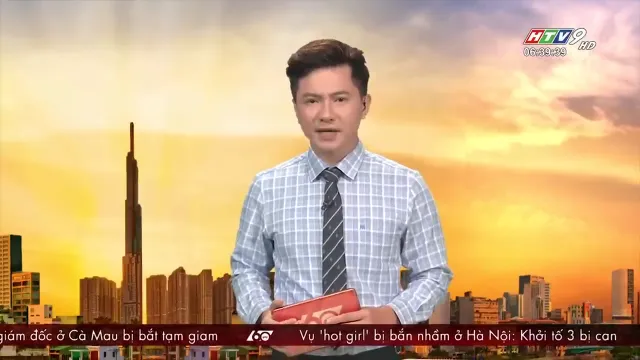 HTV9 HD
06:39:39
giám đốc ở Cà Mau bị bắt tạm giam
Vụ 'hot girl' bị bắn nhầm ở Hà Nội: Khởi tố 3 bị can